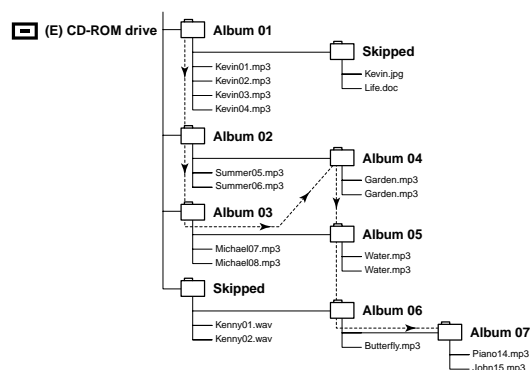 (E) CD-ROM drive
Album 01
Kevin01.mp3
Kevin02.mp3
Kevin03.mp3
Kevin04.mp3
Skipped
Kevin.jpg
Life.doc
Album 02
Summer05.mp3
Summer06.mp3
Album 04
Garden.mp3
Garden.mp3
Album 03
Michael07.mp3
Michael08.mp3
Album 05
Water.mp3
Water.mp3
Skipped
Kenny01.wav
Kenny02.wav
Album 06
Butterfly.mp3
Album 07
Piano14.mp3
John15.mp3